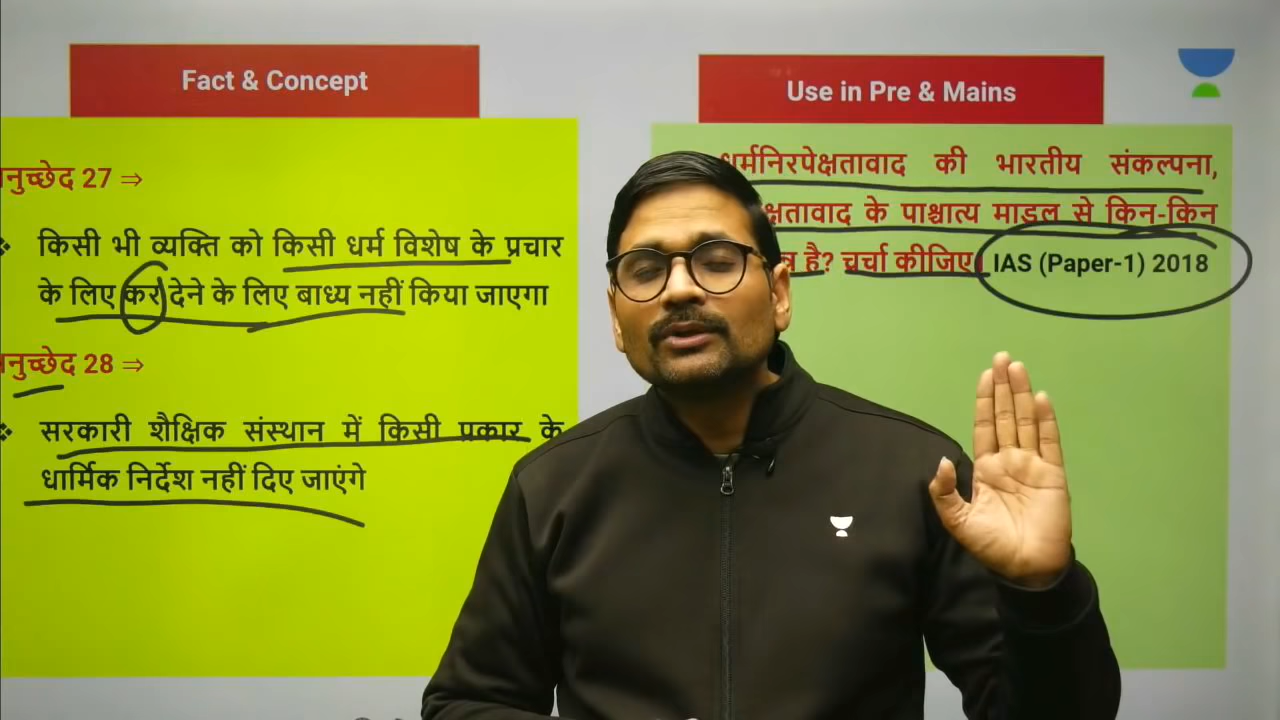 Fact & Concept
नुच्छेद 27 ⇒
किसी भी व्यक्ति को किसी धर्म विशेष के प्रचार
के लिए कर देने के लिए बाध्य नहीं किया जाएगा
नुच्छेद 28 ⇒
सरकारी शैक्षिक संस्थान में किसी प्रकार के
धार्मिक निर्देश नहीं दिए जाएंगे
Use in Pre & Mains
धर्मनिरपेक्षतावाद की भारतीय संकल्पना,
क्षतावाद के पाश्चात्य माडल से किन-किन
है? चर्चा कीजिए IAS (Paper-1) 2018